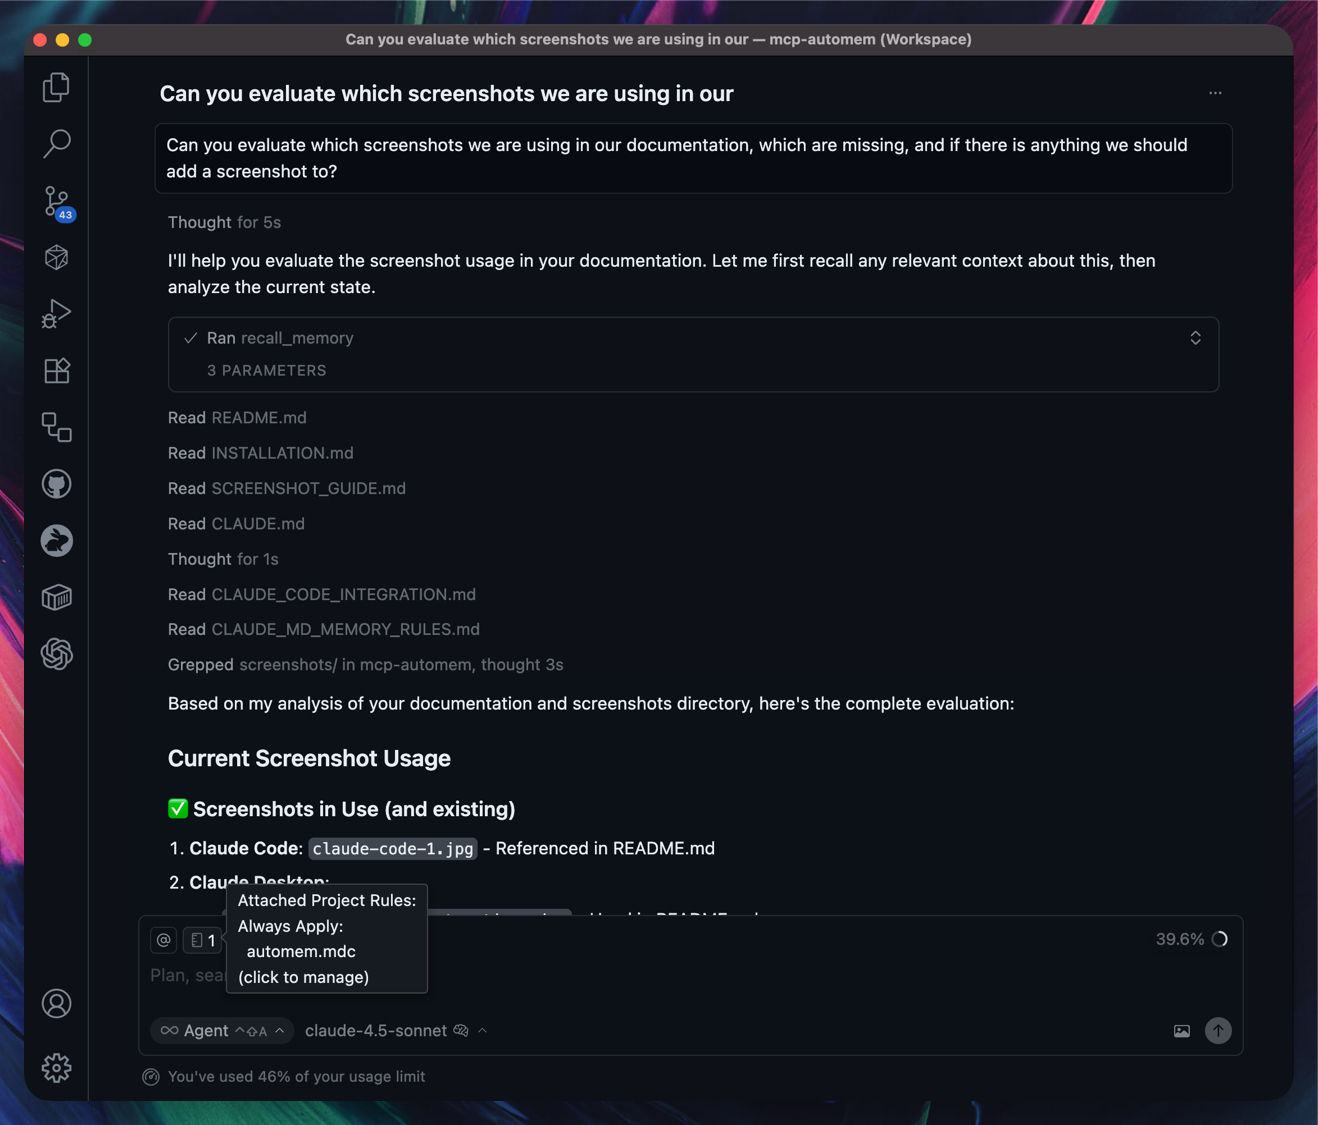 Can you evaluate which screenshots we are using in our — mcp-automem (Workspace)
Can you evaluate which screenshots we are using in our
Can you evaluate which screenshots we are using in our documentation, which are missing, and if there is anything we should
add a screenshot to?
43
Thought for 5s
I'll help you evaluate the screenshot usage in your documentation. Let me first recall any relevant context about this, then
analyze the current state.
Ran recall_memory
3 PARAMETERS
Read README.md
Read INSTALLATION.md
Read SCREENSHOT_GUIDE.md
Read CLAUDE.md
Thought for 1s
Read CLAUDE_CODE_INTEGRATION.md
Read CLAUDE_MD_MEMORY_RULES.md
Grepped screenshots/ in mcp-automem, thought 3s
Based on my analysis of your documentation and screenshots directory, here's the complete evaluation:
Current Screenshot Usage
✅ Screenshots in Use (and existing)
1. Claude Code: claude-code-1.jpg - Referenced in README.md
2. Claude Desktop:
Attached Project Rules:
Always Apply:
automem.mdc
(click to manage)
@ 1
39.6%
Plan, sea
Agent ^⇧A claude-4.5-sonnet
You've used 46% of your usage limit